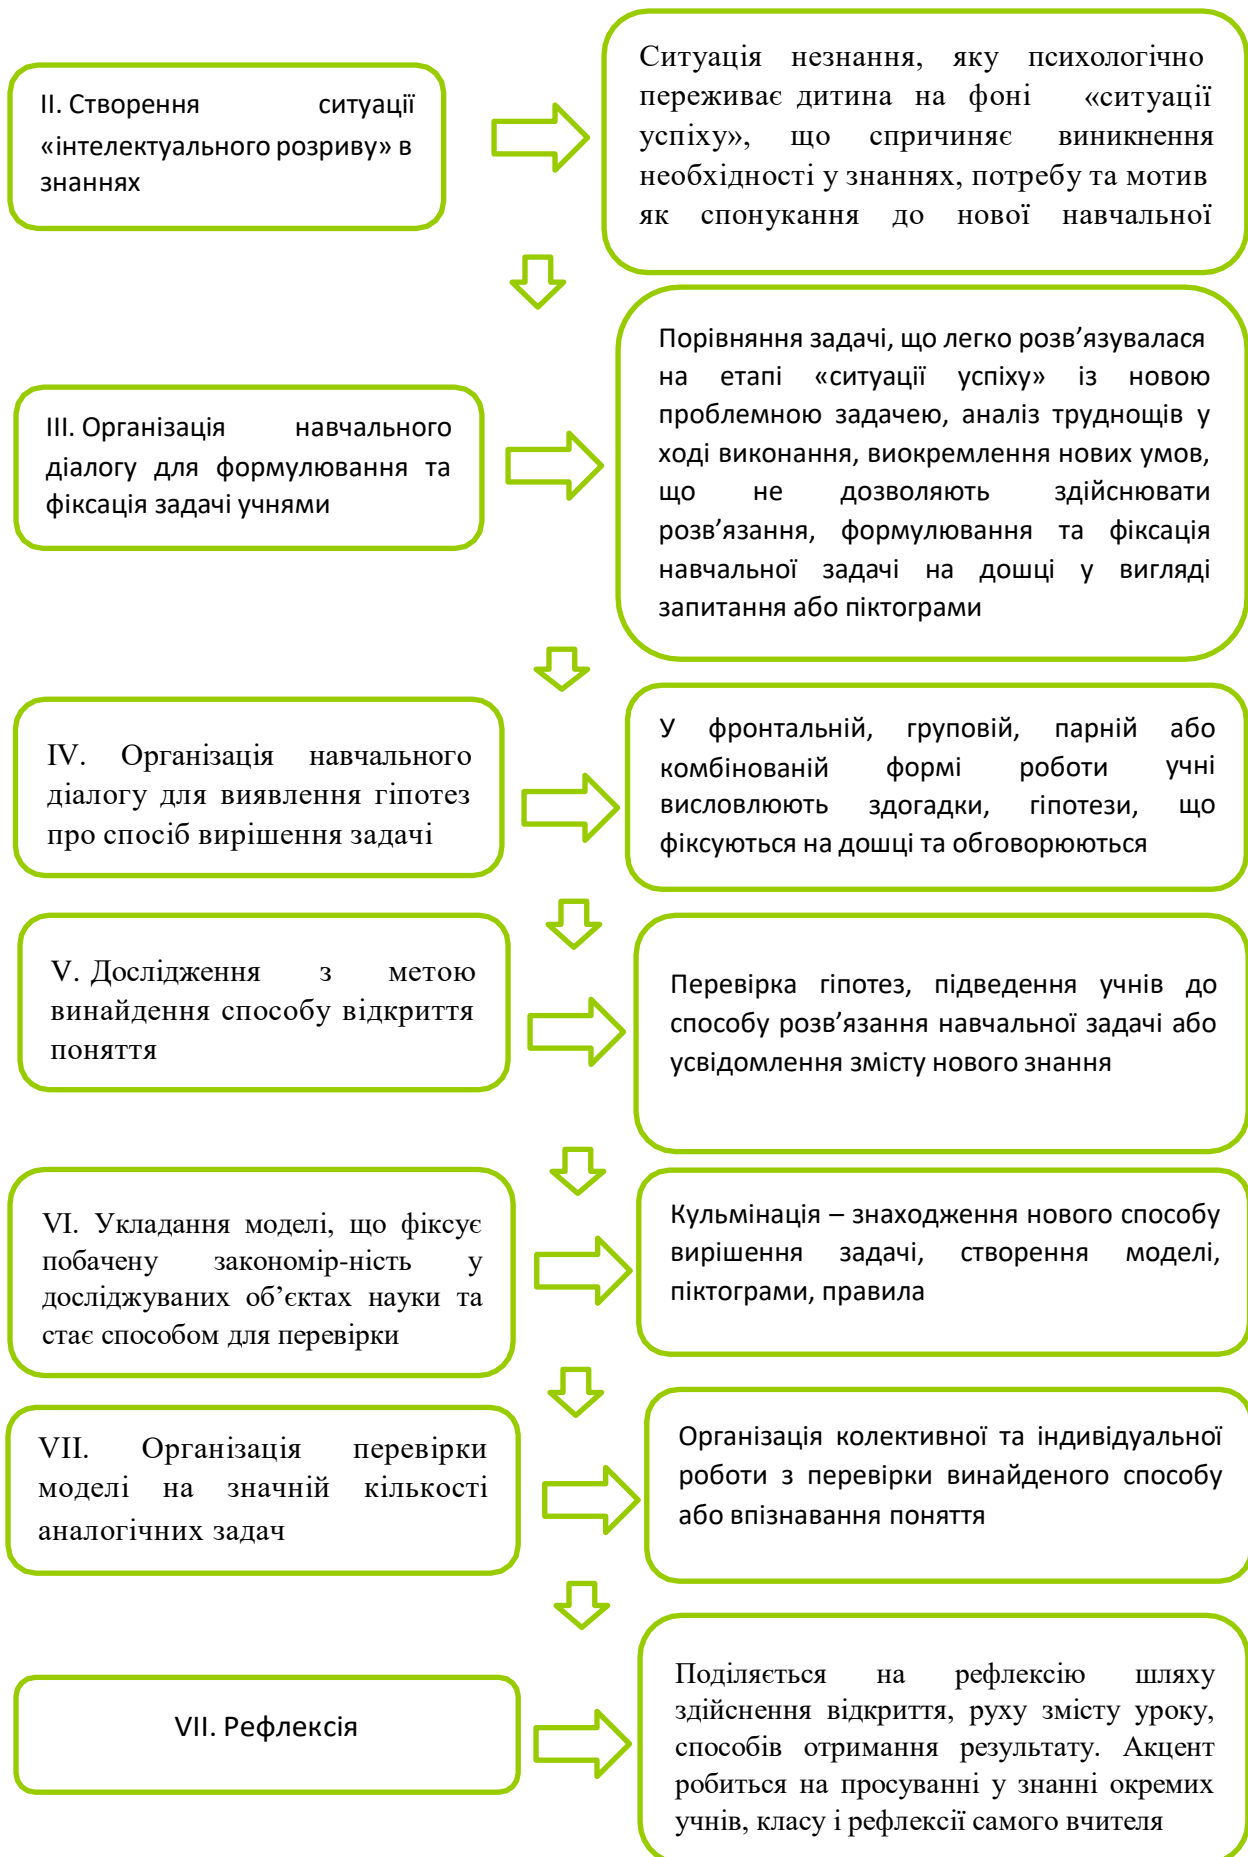 ІІ. Створення ситуації
«інтелектуального розриву» в
знаннях
Ситуація незнання, яку психологічно
переживає дитина на фоні «ситуації
успіху», що спричиняє виникнення
необхідності у знаннях, потребу та мотив
як спонукання до нової навчальної
ІІІ. Організація навчального
діалогу для формулювання та
фіксація задачі учнями
Порівняння задачі, що легко розв’язувалася
на етапі «ситуації успіху» із новою
проблемною задачею, аналіз труднощів у
ході виконання, виокремлення нових умов,
що не дозволяють здійснювати
розв’язання, формулювання та фіксація
навчальної задачі на дошці у вигляді
запитання або піктограми
IV. Організація навчального
діалогу для виявлення гіпотез
про спосіб вирішення задачі
У фронтальній, груповій, парній або
комбінованій формі роботи учні
висловлюють здогадки, гіпотези, що
фіксуються на дошці та обговорюються
V. Дослідження з метою
винайдення способу відкриття
поняття
Перевірка гіпотез, підведення учнів до
способу розв’язання навчальної задачі або
усвідомлення змісту нового знання
VI. Укладання моделі, що фіксує
побачену закономір-ність у
досліджуваних об’єктах науки та
стає способом для перевірки
Кульмінація – знаходження нового способу
вирішення задачі, створення моделі,
піктограми, правила
VII. Організація перевірки
моделі на значній кількості
аналогічних задач
Організація колективної та індивідуальної
роботи з перевірки винайденого способу
або впізнавання поняття
VII. Рефлексія
Поділяється на рефлексію шляху
здійснення відкриття, руху змісту уроку,
способів отримання результату. Акцент
робиться на просуванні у знанні окремих
учнів, класу і рефлексії самого вчителя